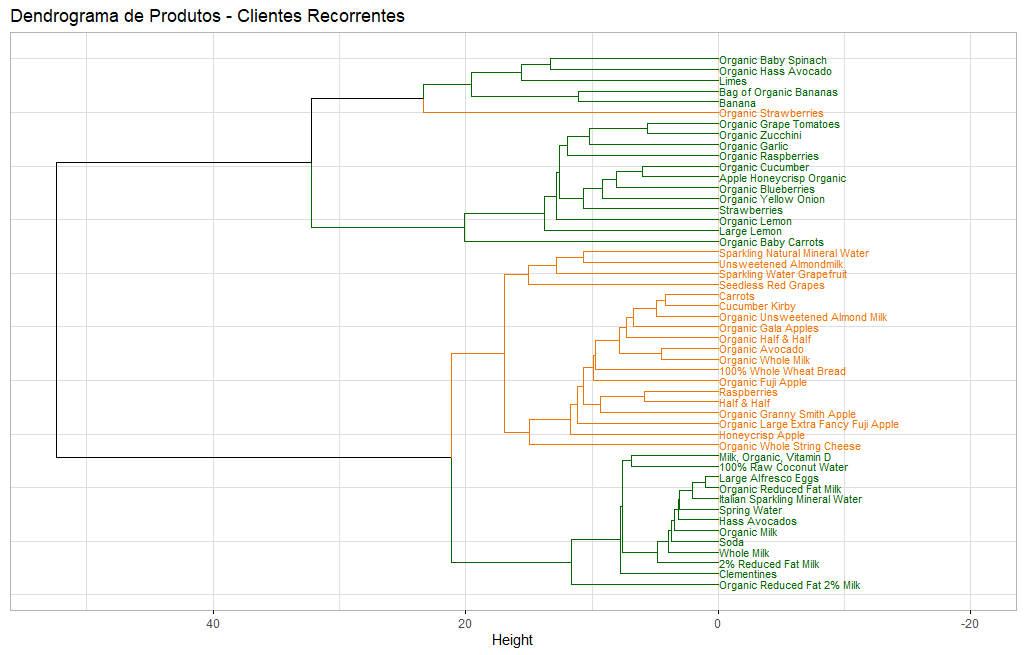 Dendrograma de Produtos - Clientes Recorrentes
Organic Baby Spinach
Organic Hass Avocado
Limes
Bag of Organic Bananas
Banana
Organic Strawberries
Organic Grape Tomatoes
Organic Zucchini
Organic Garlic
Organic Raspberries
Organic Cucumber
Apple Honeycrisp Organic
Organic Blueberries
Organic Yellow Onion
Strawberries
Organic Lemon
Large Lemon
Organic Baby Carrots
Sparkling Natural Mineral Water
Unsweetened Almondmilk
Sparkling Water Grapefruit
Seedless Red Grapes
Carrots
Cucumber Kirby
Organic Unsweetened Almond Milk
Organic Gala Apples
Organic Half & Half
Organic Avocado
Organic Whole Milk
100% Whole Wheat Bread
Organic Fuji Apple
Raspberries
Half & Half
Organic Granny Smith Apple
Organic Large Extra Fancy Fuji Apple
Honeycrisp Apple
Organic Whole String Cheese
Milk, Organic, Vitamin D
100% Raw Coconut Water
Large Alfresco Eggs
Organic Reduced Fat Milk
Italian Sparkling Mineral Water
Spring Water
Hass Avocados
Organic Milk
Soda
Whole Milk
2% Reduced Fat Milk
Clementines
Organic Reduced Fat 2% Milk
40 20 0 -20
Height